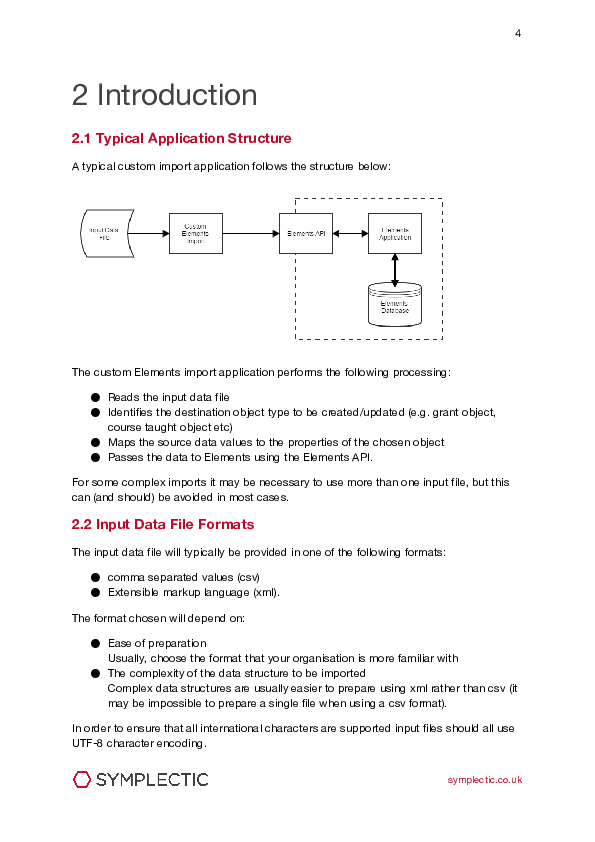 4
2 Introduction
2.1 Typical Application Structure
A typical custom import application follows the structure below:
Input Data
File
Custom
Elements
Import
Elements API
Elements
Application
Elements
Database
The custom Elements import application performs the following processing:
● Reads the input data file
● Identifies the destination object type to be created/updated (e.g. grant object,
course taught object etc)
● Maps the source data values to the properties of the chosen object
● Passes the data to Elements using the Elements API.
For some complex imports it may be necessary to use more than one input file, but this
can (and should) be avoided in most cases.
2.2 Input Data File Formats
The input data file will typically be provided in one of the following formats:
● comma separated values (csv)
● Extensible markup language (xml).
The format chosen will depend on:
● Ease of preparation
Usually, choose the format that your organisation is more familiar with
● The complexity of the data structure to be imported
Complex data structures are usually easier to prepare using xml rather than csv (it
may be impossible to prepare a single file when using a csv format).
In order to ensure that all international characters are supported input files should all use
UTF-8 character encoding.
SYMPLECTIC
symplectic.co.uk